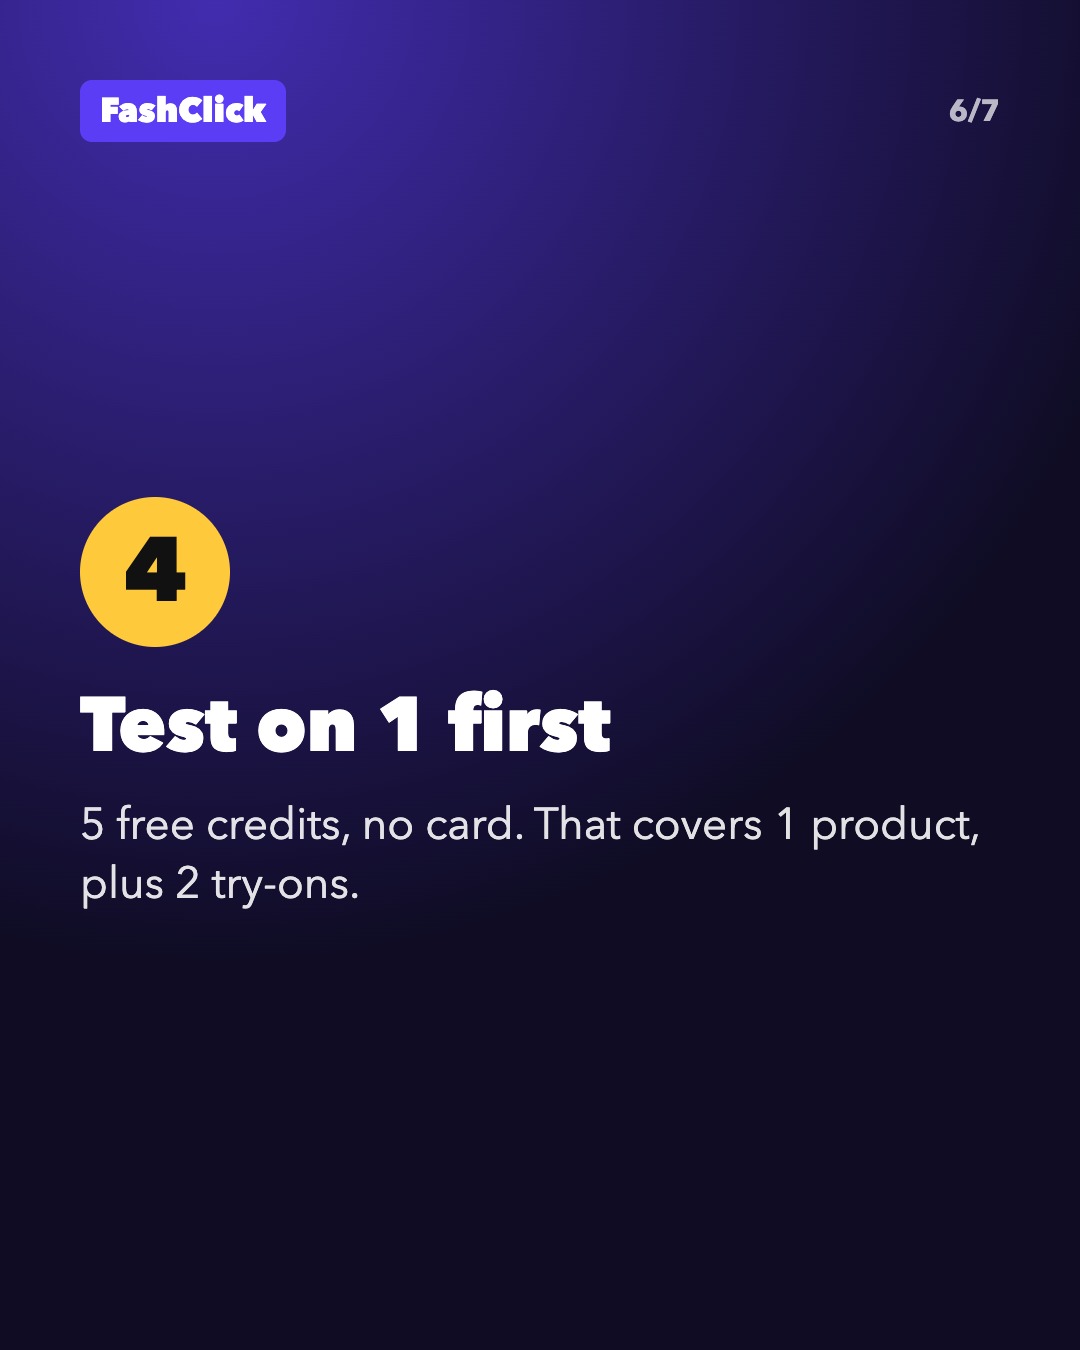 FashClick
6/7
4
Test on 1 first
5 free credits, no card. That covers 1 product,
plus 2 try-ons.